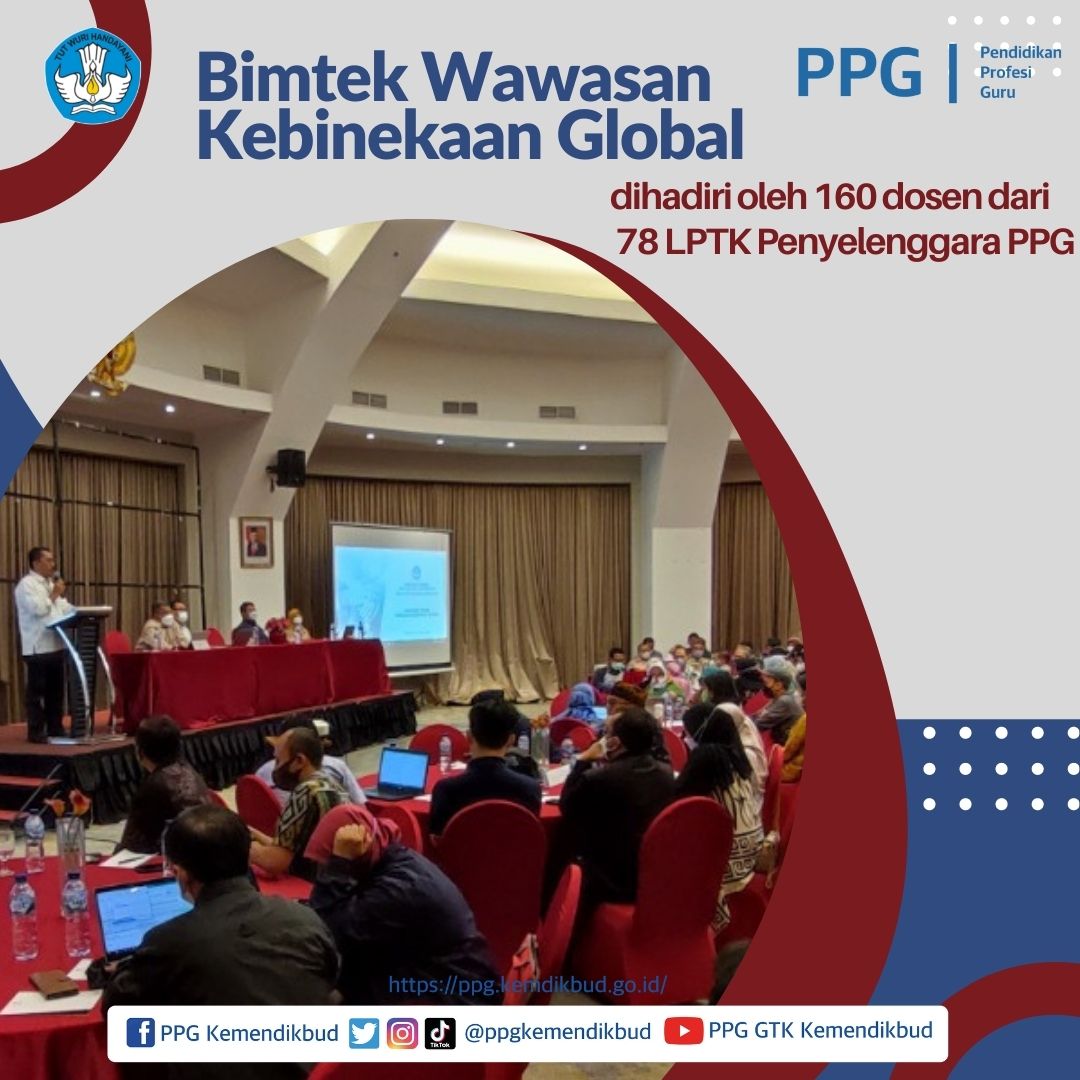 TUT WURI HANDAYANI
Bimtek Wawasan
Kebinekaan Global
PPG
Pendidikan
Profesi
Guru
dihadiri oleh 160 dosen dari
78 LPTK Penyelenggara PPG
https://ppg.kemdikbud.go.id/
PPG Kemendikbud
TikTok
@ppgkemendikbud
PPG GTK Kemendikbud